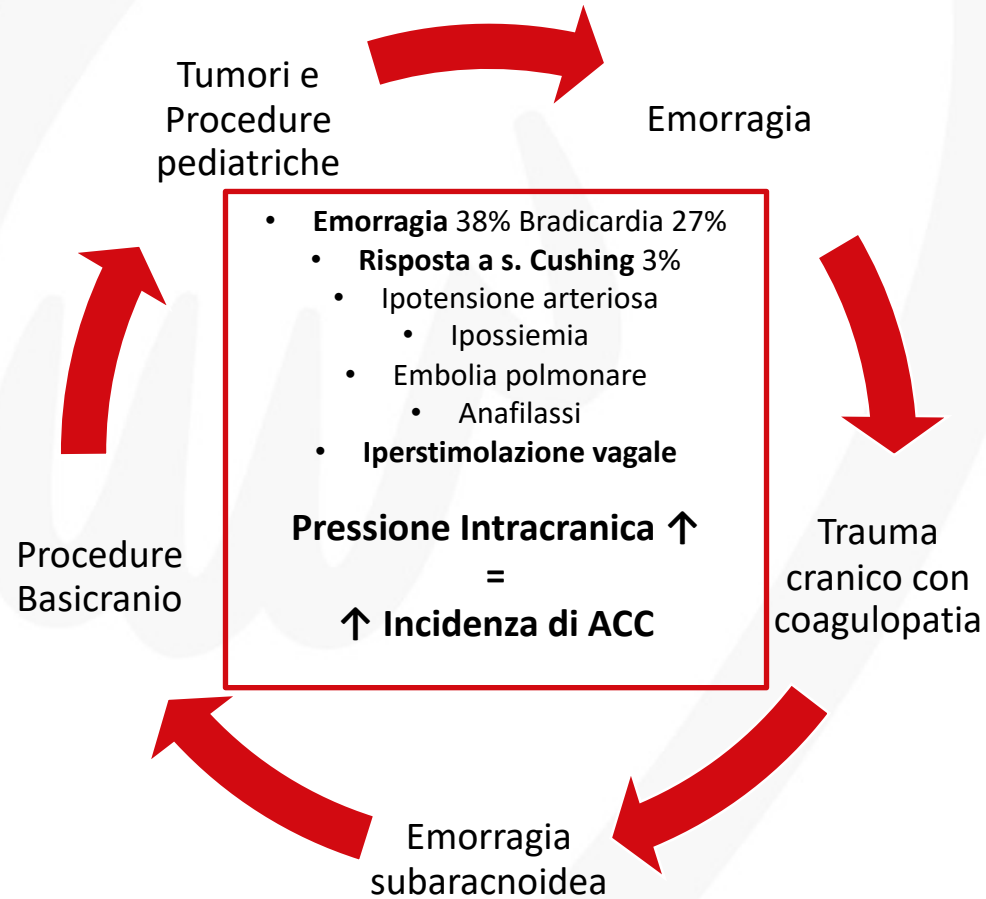 Tumori e
Procedure
pediatriche
Emorragia
• Emorragia 38% Bradicardia 27%
• Risposta a s. Cushing 3%
• Ipotensione arteriosa
• Ipossiemia
• Embolia polmonare
• Anafilassi
• Iperstimolazione vagale
Pressione Intracranica ↑
=
↑ Incidenza di ACC
Trauma
cranico con
coagulopatia
Emorragia
subaracnoidea
Procedure
Basicranio